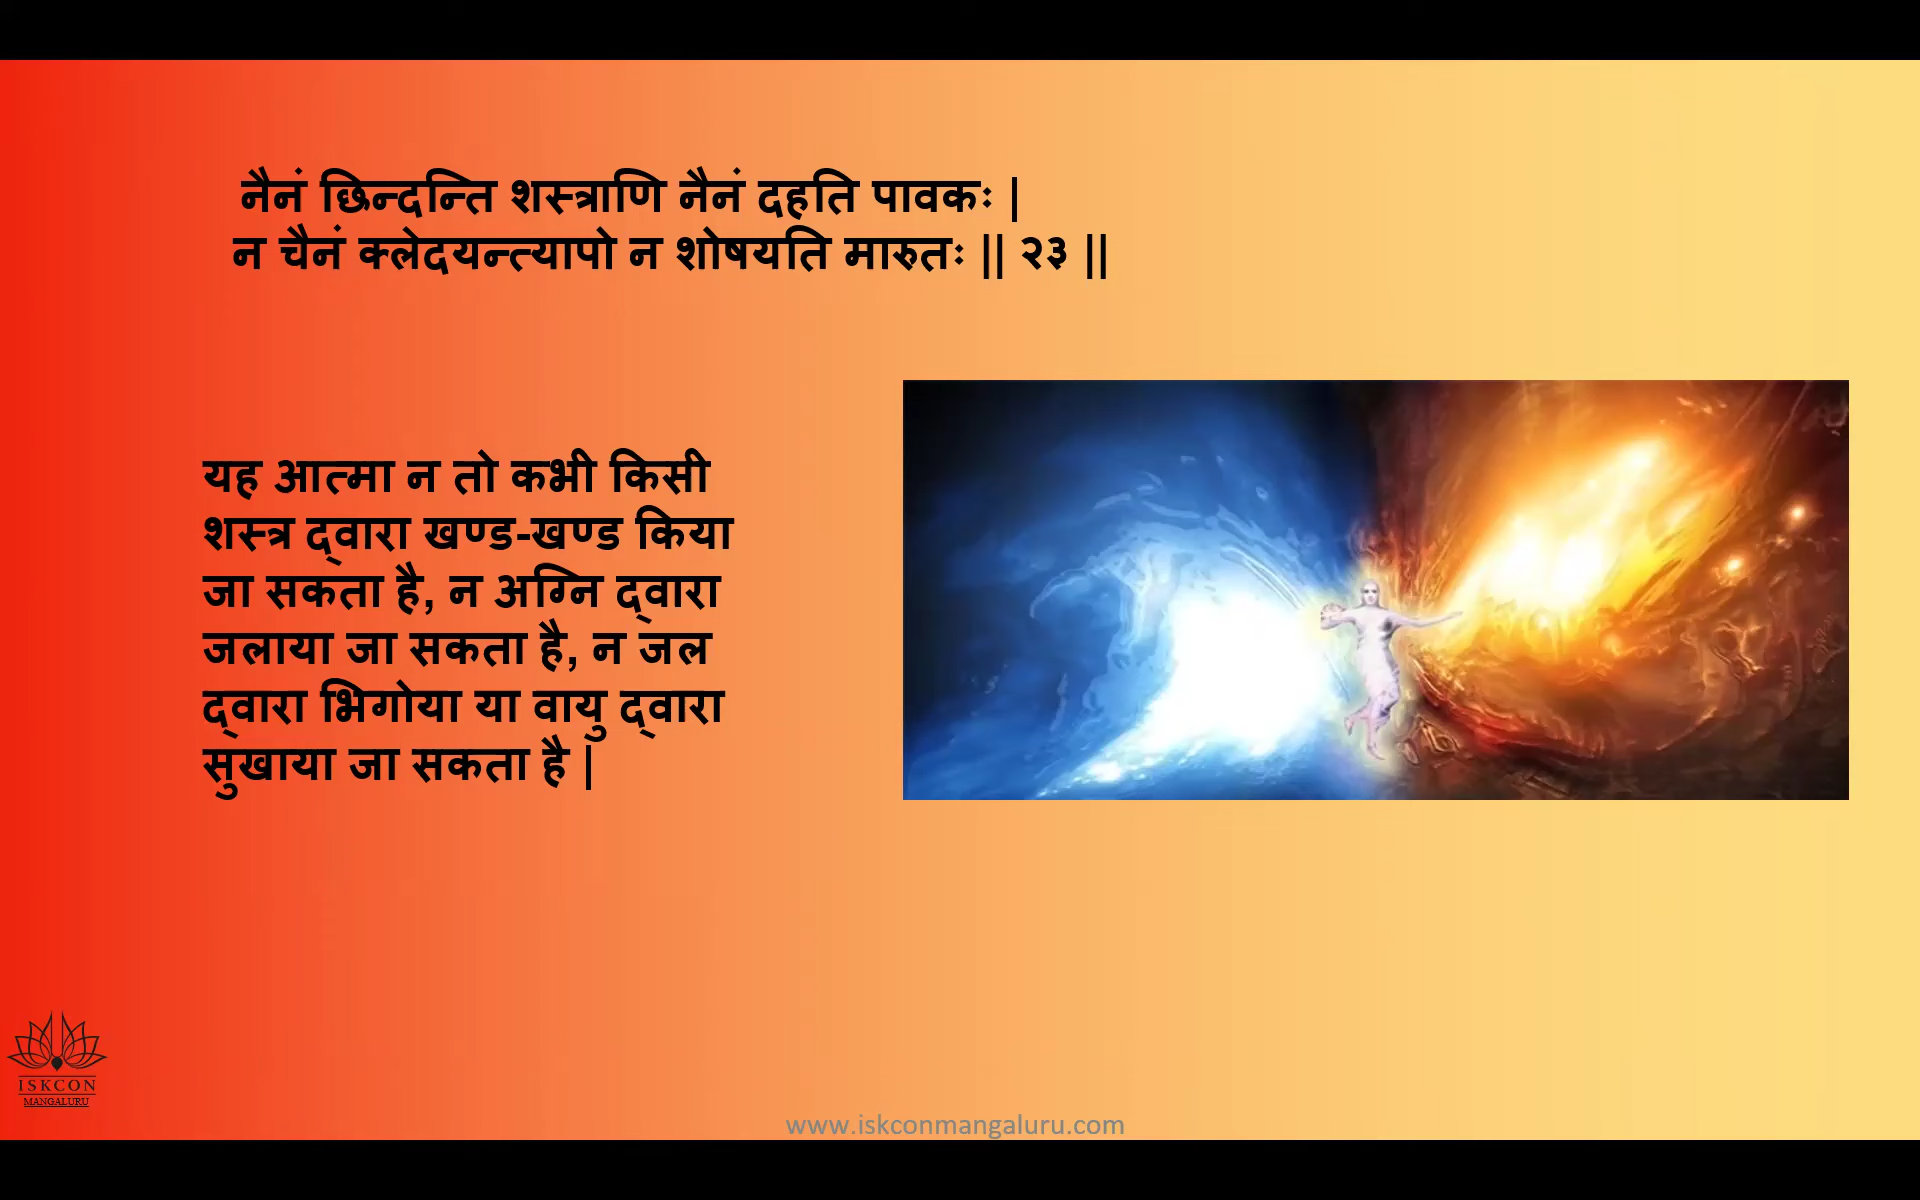 नैनं छिन्दन्ति शस्त्राणि नैनं दहति पावकः |
न चैनं क्लेदयन्त्यापो न शोषयति मारुतः || २३ ||
यह आत्मा न तो कभी किसी
शस्त्र द्वारा खण्ड-खण्ड किया
जा सकता है, न अग्नि द्वारा
जलाया जा सकता है, न जल
द्वारा भिगोया या वायु द्वारा
सुखाया जा सकता है |
ISKCON
MANGALURU
www.iskconmangaluru.com